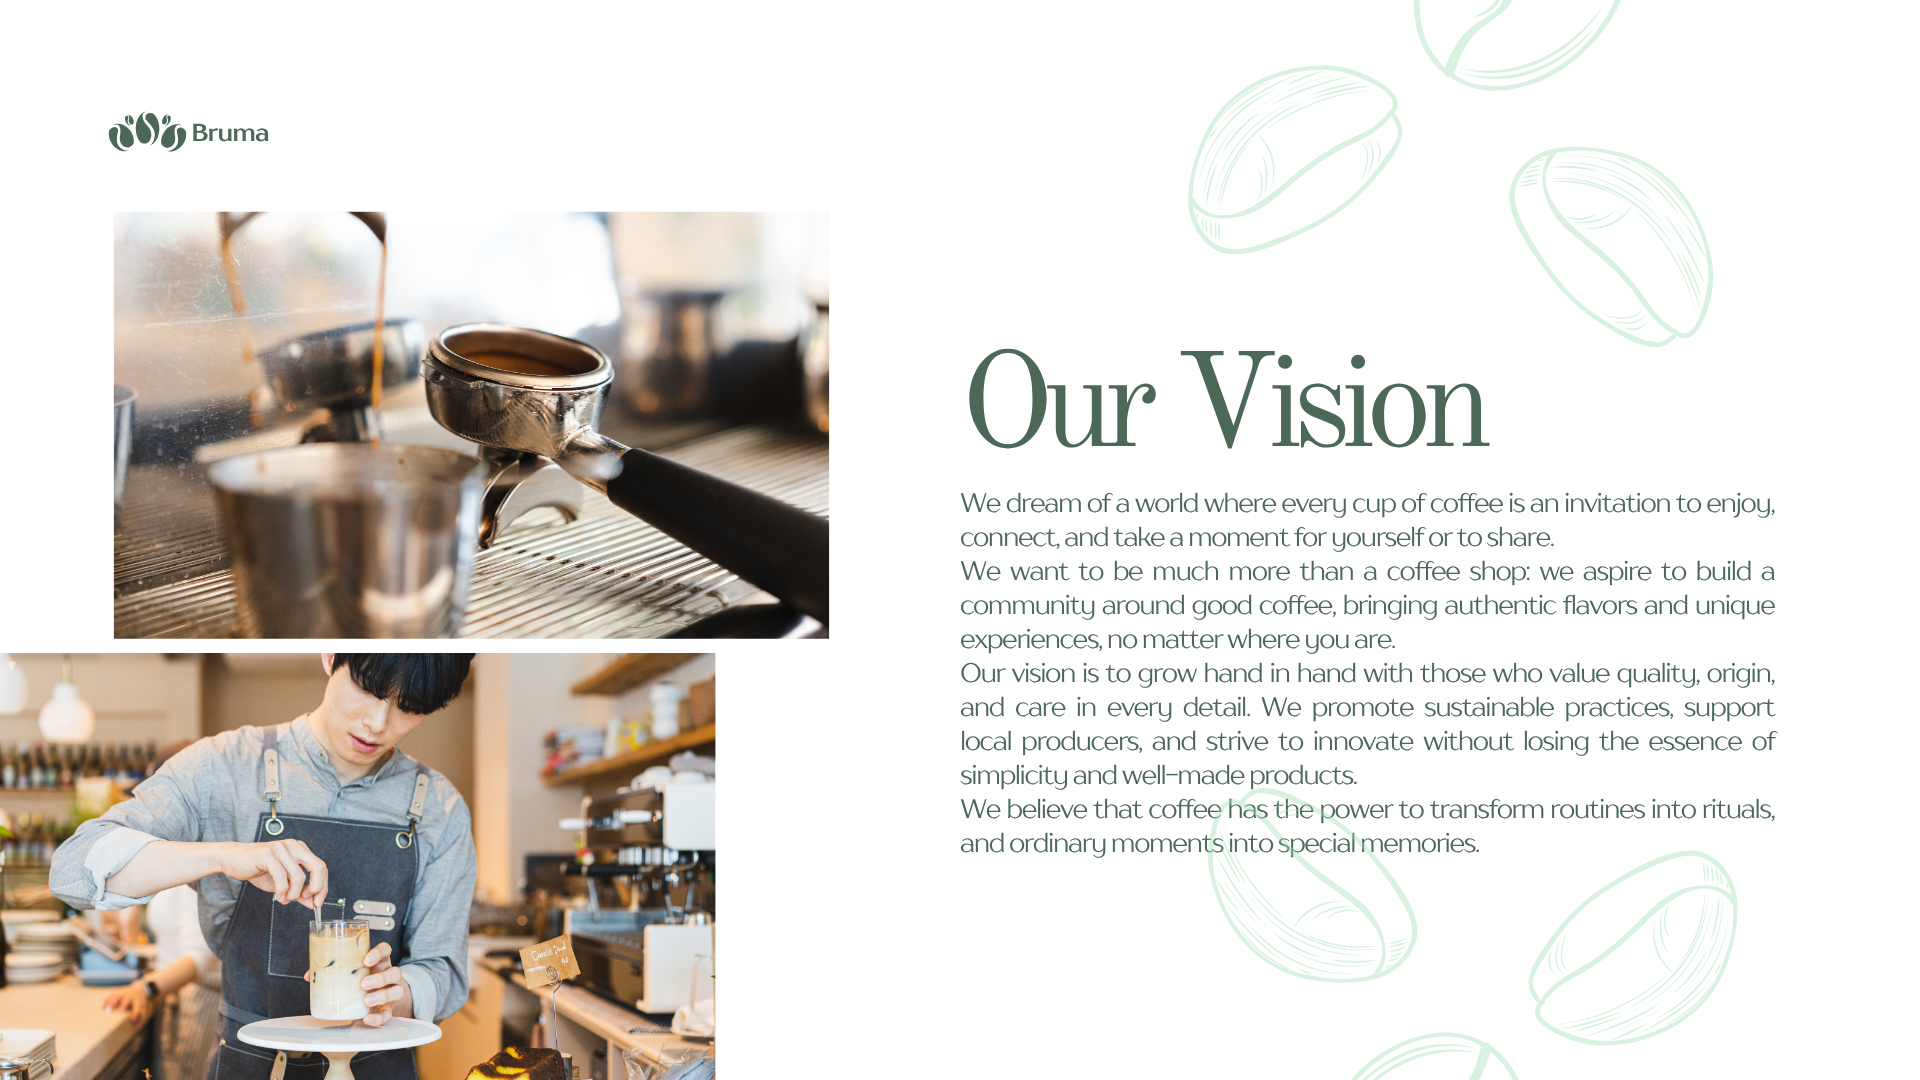 Bruma
Our Vision
We dream of a world where every cup of coffee is an invitation to enjoy,
connect, and take a moment for yourself or to share.
We want to be much more than a coffee shop: we aspire to build a
community around good coffee, bringing authentic flavors and unique
experiences, no matter where you are.
Our vision is to grow hand in hand with those who value quality, origin,
and care in every detail. We promote sustainable practices, support
local producers, and strive to innovate without losing the essence of
simplicity and well-made products.
We believe that coffee has the power to transform routines into rituals,
and ordinary moments into special memories.